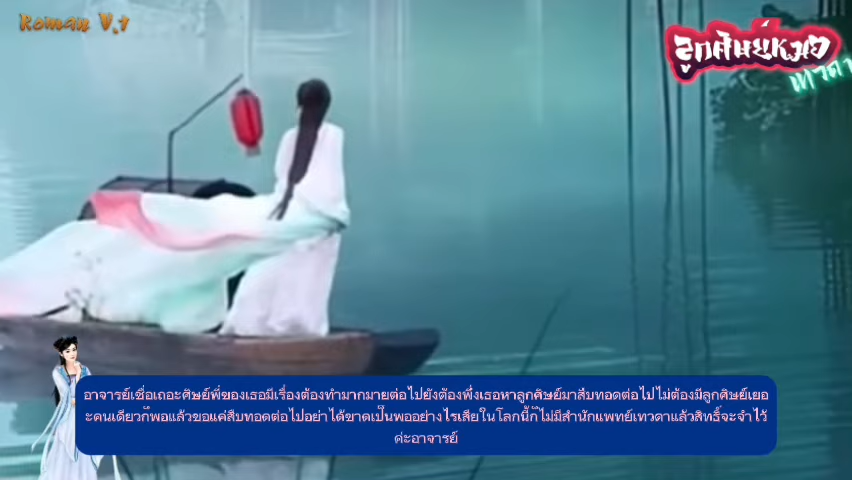 Roman V.1
ลูกศิษย์หมอ
เทวดา
อาจารย์เชื่อเถอะศิษย์พี่ของเธอมีเรื่องต้องทำมากมายต่อไปยังต้องพึ่งเธอหาลูกศิษย์มาสืบทอดต่อไปไม่ต้องมีลูกศิษย์เยอ
ะคนเดียวก็พอแล้วขอแค่สืบทอดต่อไปอย่าได้ขาดเป็นพออย่างไรเสียในโลกนี้ก็ไม่มีสำนักแพทย์เทวดาแล้วสิทธิ์จะจำไว้
ค่ะอาจารย์